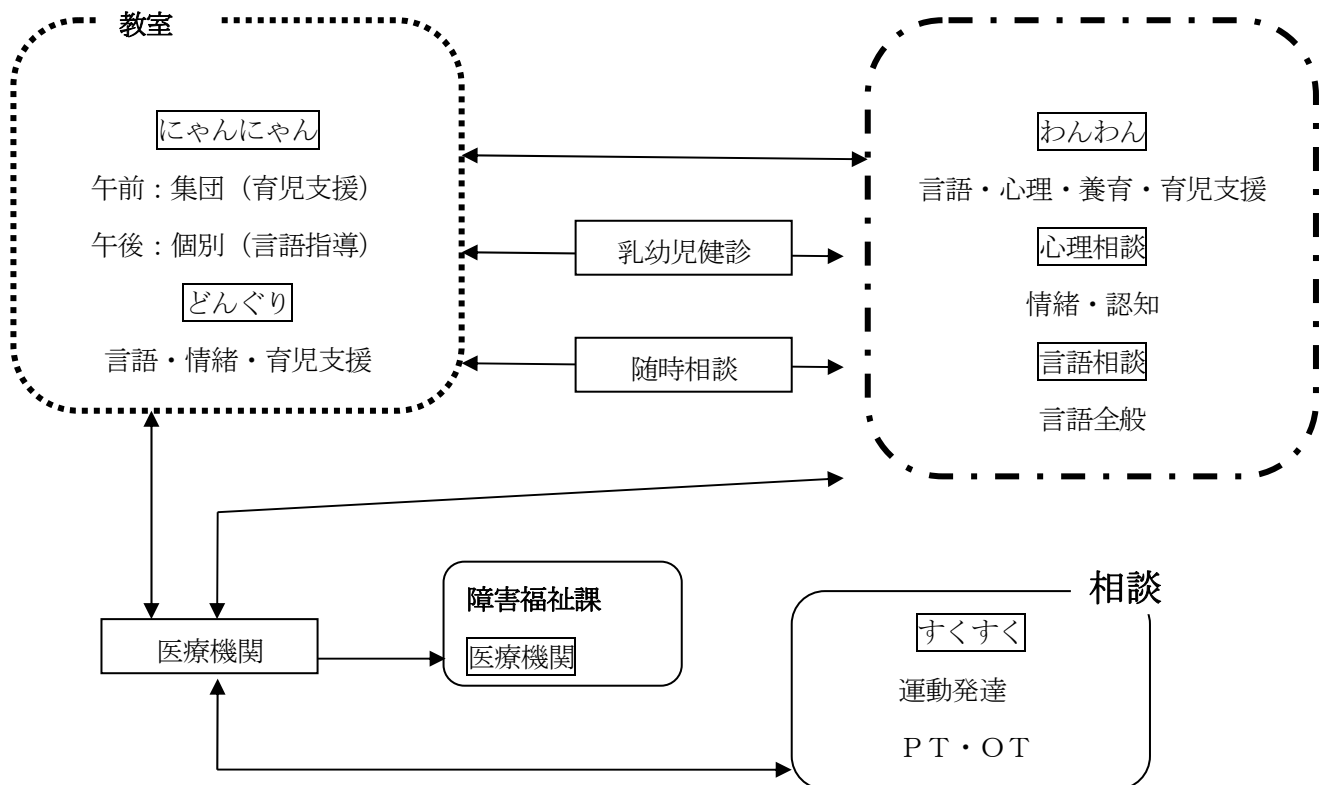 教室
にゃんにゃん
午前：集団（育児支援）
午後：個別（言語指導）
どんぐり
言語・情緒・育児支援
乳幼児健診
随時相談
わんわん
言語・心理・養育・育児支援
心理相談
情緒・認知
言語相談
言語全般
医療機関
障害福祉課
医療機関
相談
すくすく
運動発達
ＰＴ・ＯＴ